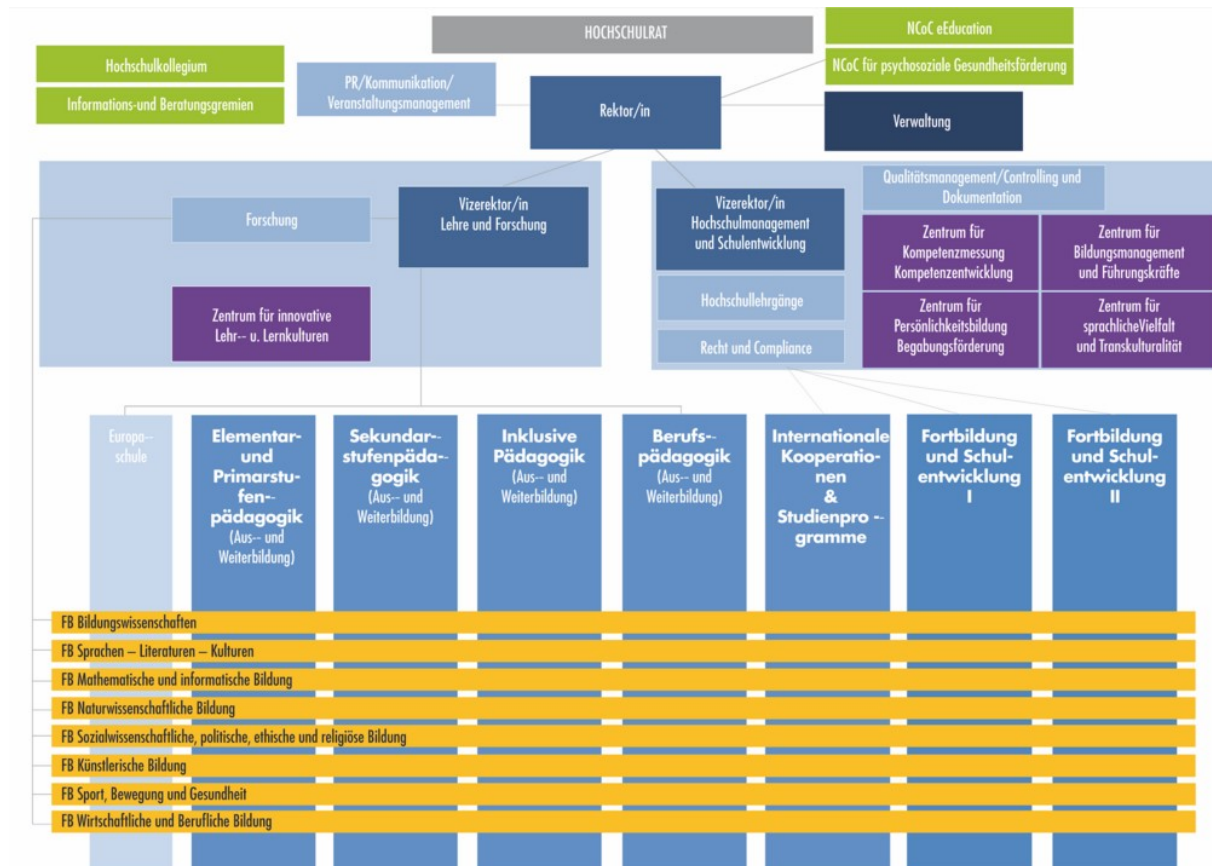 HOCHSCHULRAT
NCoC eEducation
Hochschulkollegium
NCoC für psychosoziale Gesundheitsförderung
PR/Kommunikation/
Veranstaltungsmanagement
Informations-und Beratungsgremien
Rektor/in
Verwaltung
Forschung
Vizerektor/in
Lehre und Forschung
Zentrum für innovative
Lehr-- u. Lernkulturen
Vizerektor/in
Hochschulmanagement
und Schulentwicklung
Hochschullehrgänge
Recht und Compliance
Qualitätsmanagement/Controlling und
Dokumentation
Zentrum für
Kompetenzmessung
Kompetenzentwicklung
Zentrum für
Bildungsmanagement
und Führungskräfte
Zentrum für
Persönlichkeitsbildung
Begabungsförderung
Zentrum für
sprachlicheVielfalt
und Transkulturalität
Europa--
schule
Elementar-
und
Primarstu-
fen-
pädagogik
(Aus-- und
Weiterbildung)
Sekundar-
stufenpäda-
gogik
(Aus-- und
Weiterbildung)
Inklusive
Pädagogik
(Aus-- und
Weiterbildung)
Berufs-
pädagogik
(Aus-- und
Weiterbildung)
Internationale
Kooperatio-
nen
&
Studienpro --
gramme
Fortbildung
und Schul-
entwicklung
I
Fortbildung
und Schul-
entwicklung
II
FB Bildungswissenschaften
FB Sprachen – Literaturen – Kulturen
FB Mathematische und informatische Bildung
FB Naturwissenschaftliche Bildung
FB Sozialwissenschaftliche, politische, ethische und religiöse Bildung
FB Künstlerische Bildung
FB Sport, Bewegung und Gesundheit
FB Wirtschaftliche und Berufliche Bildung